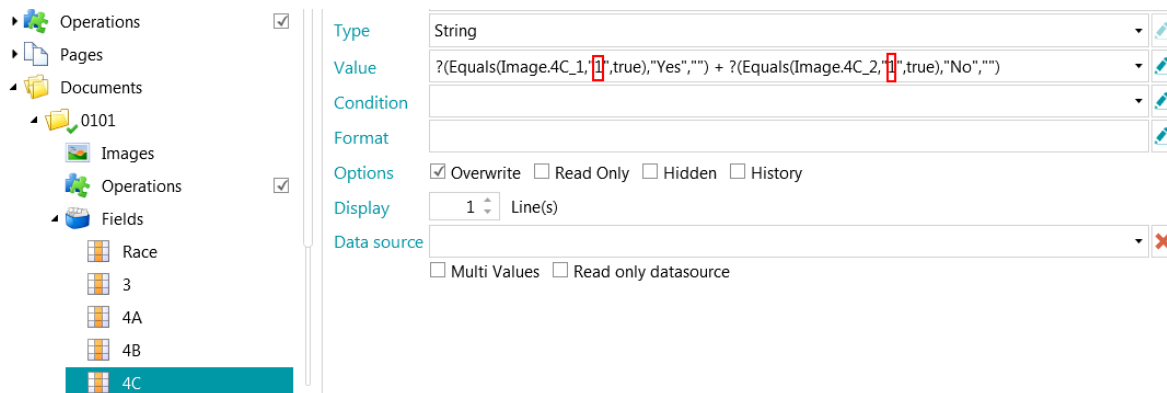 Operations
Pages
Documents
0101
Images
Operations
Fields
Race
3
4A
4B
4C
Type String
Value ?(Equals(Image.4C_1,"1",true),"Yes","") + ?(Equals(Image.4C_2,"1",true),"No","")
Condition
Format
Options Overwrite Read Only Hidden History
Display 1 Line(s)
Data source
Multi Values Read only datasource